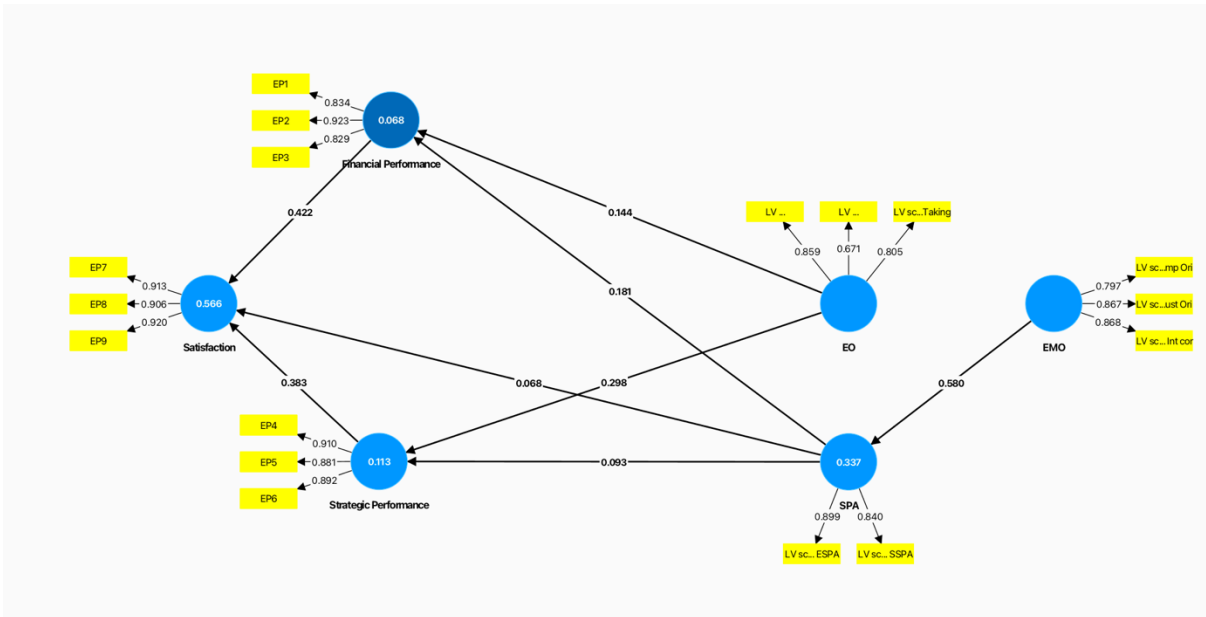 EP1
0.834
EP2
0.923
0.068
0.829
EP3
Financial Performance
0.422
0.144
LV ...
LV ...
LV sc...Taking
0.859
0.671
0.805
EP7
0.913
EP8
0.906
0.566
0.920
EP9
Satisfaction
0.181
EO
LV sc...mp Ori
0.797
0.867
LV sc...ust Ori
0.868
LV sc... Int cor
EMO
0.383
0.068
0.298
0.580
EP4
0.910
EP5
0.881
0.113
0.892
EP6
Strategic Performance
0.093
0.337
SPA
0.899
0.840
LV sc... ESPA
LV sc... SSPA